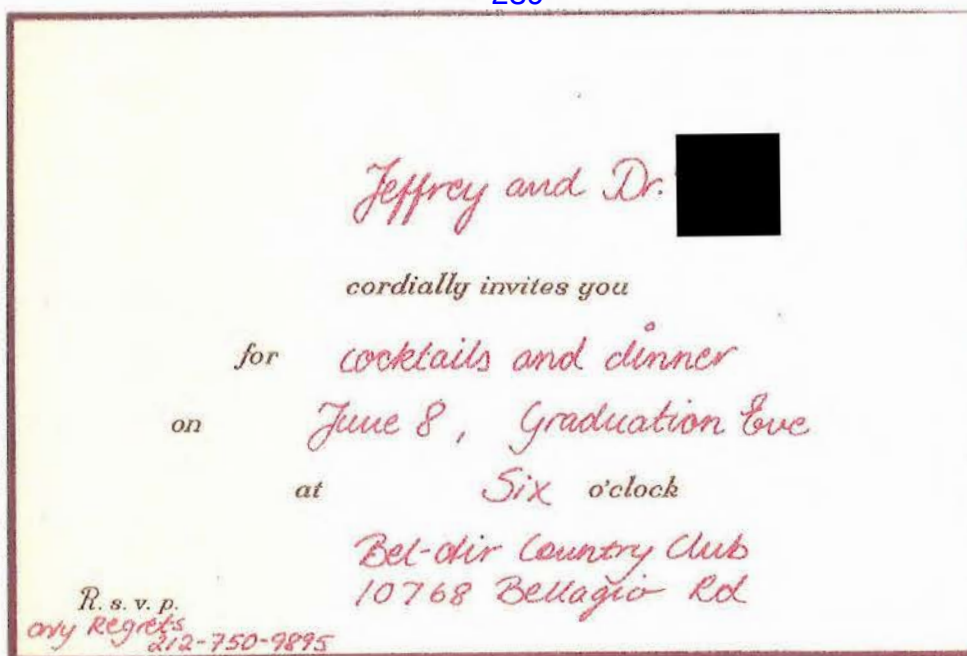 Jeffrey and Dr.
cordially invites you
for cocktails and dinner
on June 8, Graduation Eve
at Six o'clock
Bel-Air Country Club
10768 Bellagio Rd
R. s. v. p.
only Regrets
212-750-9895